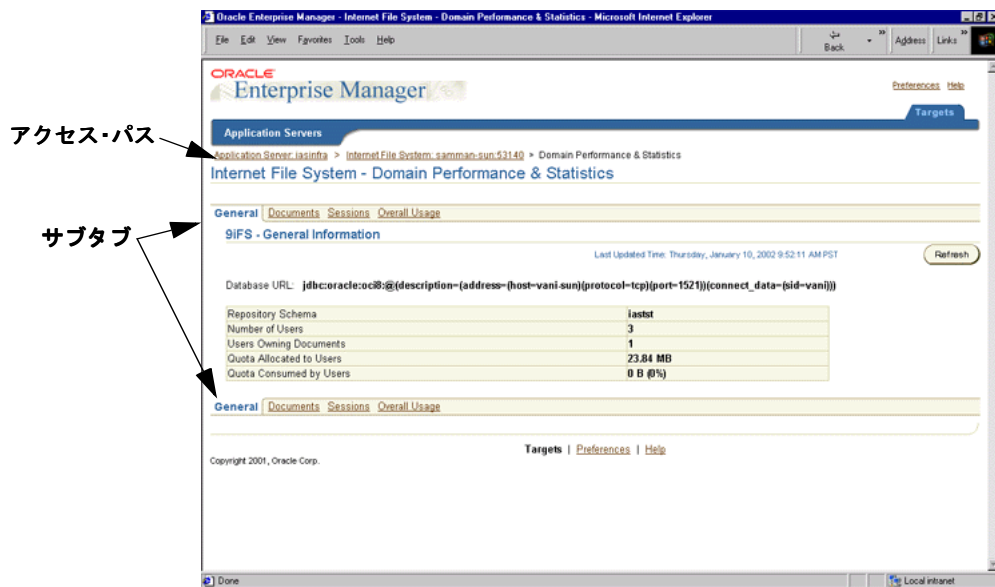 Oracle Enterprise Manager - Internet File System - Domain Performance & Statistics - Microsoft Internet Explorer
File Edit View Favorites Tools Help
Back
Address Links
ORACLE
Enterprise Manager
Preferences Help
Targets
Application Servers
アクセス・パス
Application Server: iasinfra > Internet File System: samman-sun:53140 > Domain Performance & Statistics
Internet File System - Domain Performance & Statistics
General Documents Sessions Overall Usage
サブタブ
9iFS - General Information
Last Updated Time: Thursday, January 10, 2002 9:52:11 AM PST
Refresh
Database URL: jdbc:oracle:oci8:@(description=(address=(host=vani-sun)(protocol=tcp)(port=1521))(connect_data=(sid=vani)))
Repository Schema iastst
Number of Users 3
Users Owning Documents 1
Quota Allocated to Users 23.84 MB
Quota Consumed by Users 0 B (0%)
General Documents Sessions Overall Usage
Targets | Preferences | Help
Copyright 2001, Oracle Corp.
Done
Local intranet